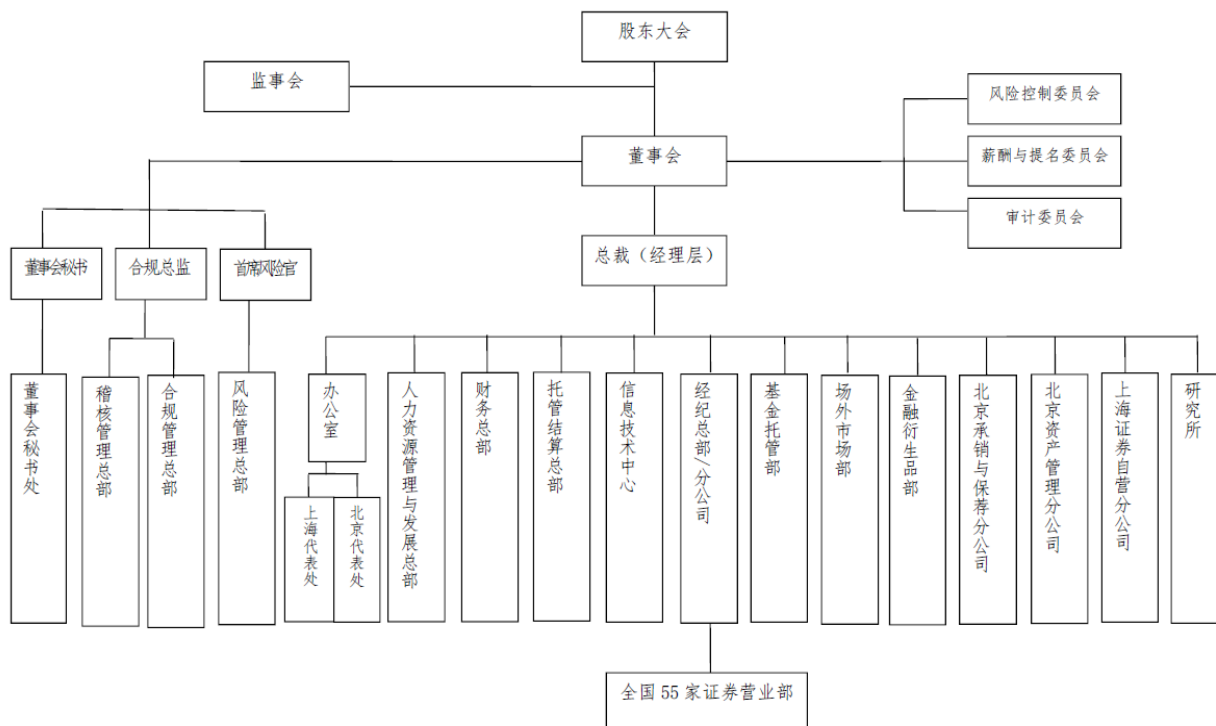 股东大会
监事会
风险控制委员会
董事会
薪酬与提名委员会
审计委员会
总裁（经理层）
董事会秘书
合规总监
首席风险官
董事会秘书处
稽核管理总部
合规管理总部
风险管理总部
办公室
上海代表处
北京代表处
人力资源管理与发展总部
财务总部
托管结算总部
信息技术中心
经纪总部/分公司
基金托管部
场外市场部
金融衍生品部
北京承销与保荐分公司
北京资产管理分公司
上海证券自营分公司
研究所
全国 55 家证券营业部